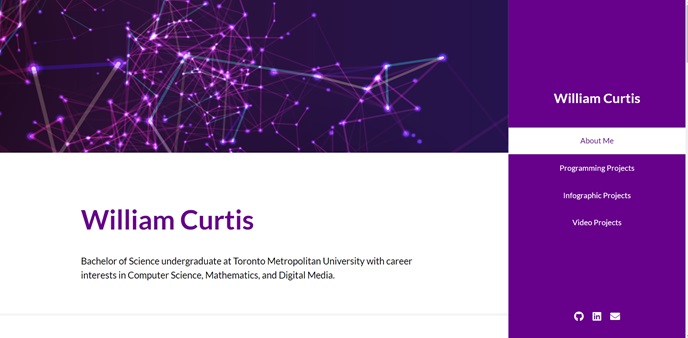 William Curtis
Bachelor of Science undergraduate at Toronto Metropolitan University with career
interests in Computer Science, Mathematics, and Digital Media.
William Curtis
About Me
Programming Projects
Infographic Projects
Video Projects